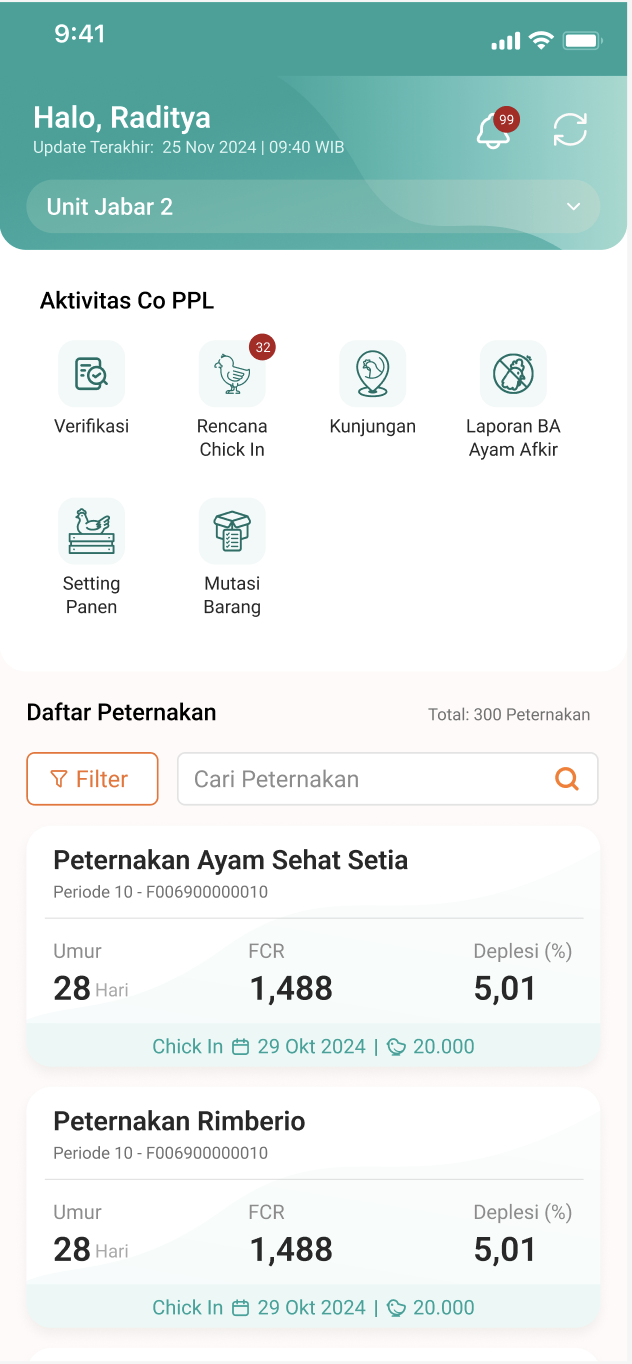 9:41
Halo, Raditya
99
Update Terakhir: 25 Nov 2024 | 09:40 WIB
Unit Jabar 2
Aktivitas Co PPL
Verifikasi
32
Rencana
Chick In
Kunjungan
Laporan BA
Ayam Afkir
Setting
Panen
Mutasi
Barang
Daftar Peternakan
Total: 300 Peternakan
Filter
Cari Peternakan
Peternakan Ayam Sehat Setia
Periode 10 - F006900000010
Umur FCR Deplesi (%)
28 Hari 1,488 5,01
Chick In 29 Okt 2024 | 20.000
Peternakan Rimberio
Periode 10 - F006900000010
Umur FCR Deplesi (%)
28 Hari 1,488 5,01
Chick In 29 Okt 2024 | 20.000